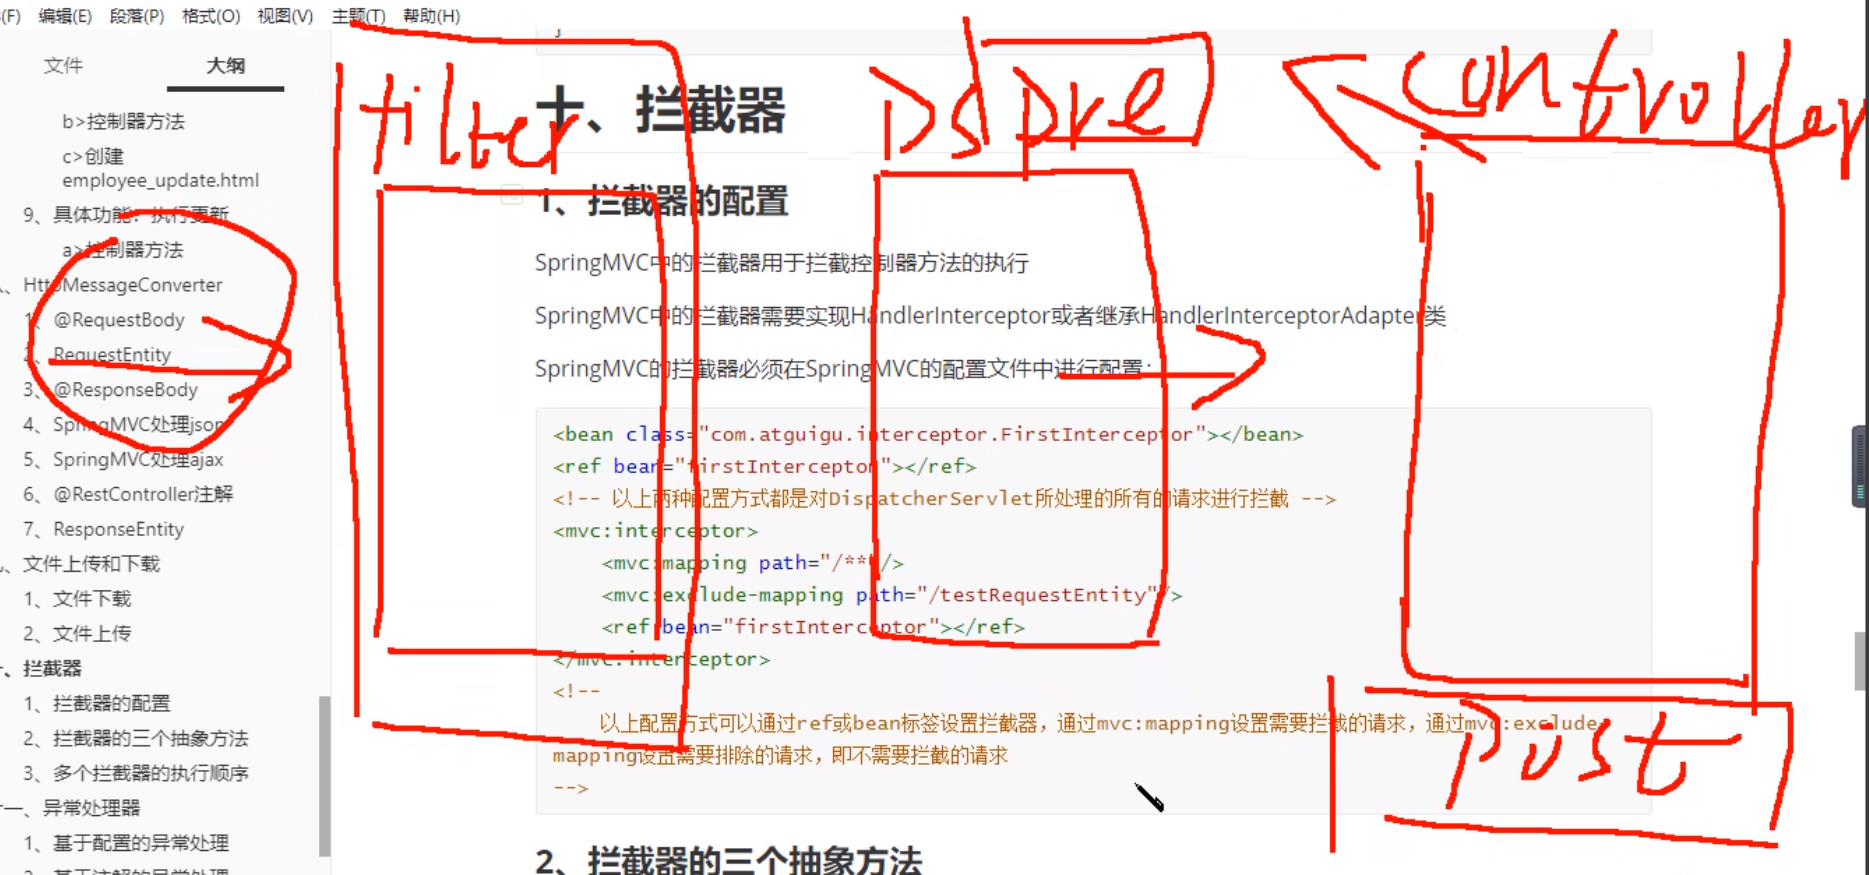 (F) 编辑(E) 段落(P) 格式(O) 视图(V) 主题(T) 帮助(H)
文件 大纲
b>控制器方法
c>创建
employee_update.html
9、具体功能：执行更新
a>控制器方法
、HttpMessageConverter
1、@RequestBody
2、RequestEntity
3、@ResponseBody
4、SpringMVC处理json
5、SpringMVC处理ajax
6、@RestController注解
7、ResponseEntity
、文件上传和下载
1、文件下载
2、文件上传
、拦截器
1、拦截器的配置
2、拦截器的三个抽象方法
3、多个拦截器的执行顺序
一、异常处理器
1、基于配置的异常处理
2、基于注解的异常处理
}
filter DS pre controller
十、拦截器
1、拦截器的配置
SpringMVC中的拦截器用于拦截控制器方法的执行
SpringMVC中的拦截器需要实现HandlerInterceptor或者继承HandlerInterceptorAdapter类
SpringMVC的拦截器必须在SpringMVC的配置文件中进行配置：
<bean class="com.atguigu.interceptor.FirstInterceptor"></bean>
<ref bean="firstInterceptor"></ref>
<!-- 以上两种配置方式都是对DispatcherServlet所处理的所有的请求进行拦截 -->
<mvc:interceptor>
<mvc:mapping path="/**"/>
<mvc:exclude-mapping path="/testRequestEntity"/>
<ref bean="firstInterceptor"></ref>
</mvc:interceptor>
<!--
以上配置方式可以通过ref或bean标签设置拦截器，通过mvc:mapping设置需要拦截的请求，通过mvc:exclude-
mapping设置需要排除的请求，即不需要拦截的请求
-->
post
2、拦截器的三个抽象方法